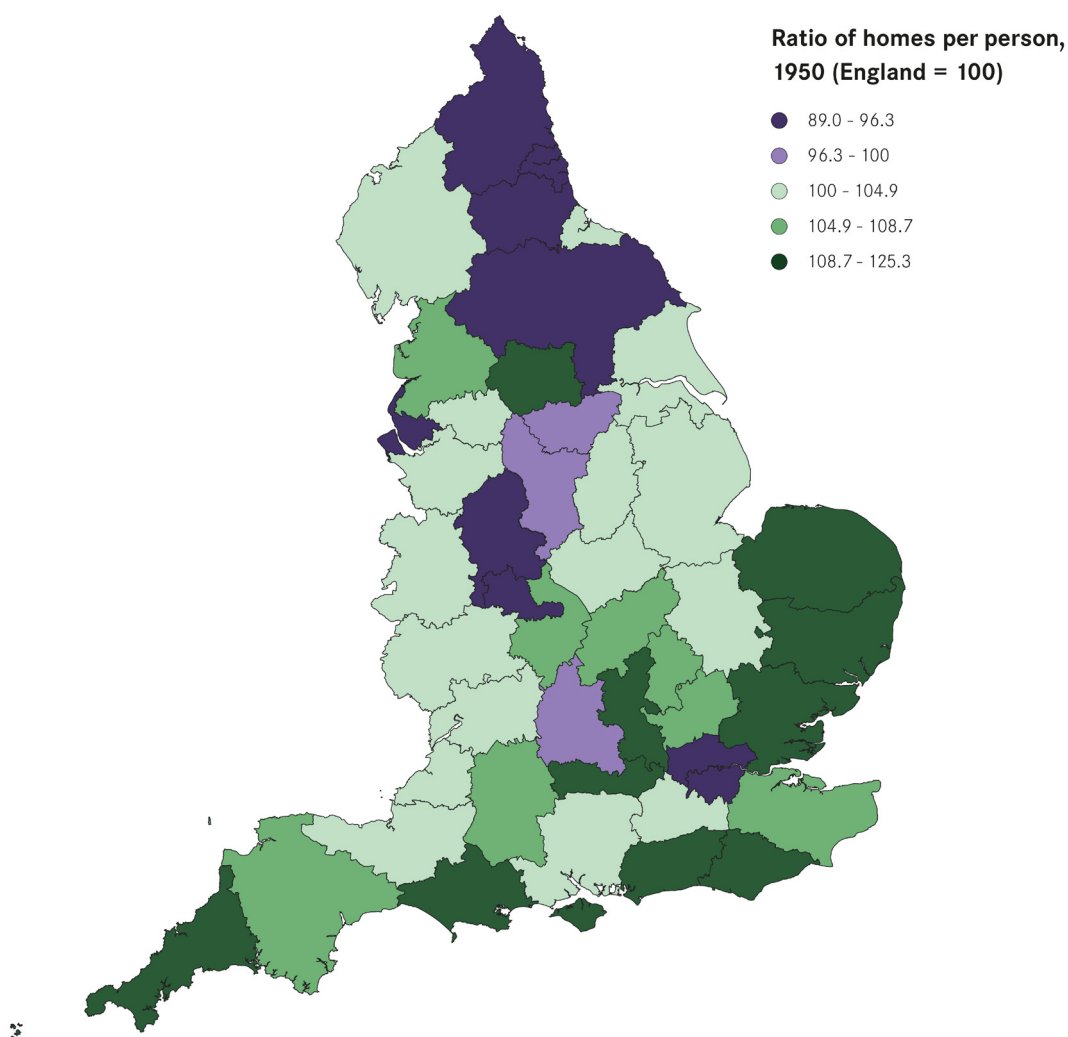 Ratio of homes per person,
1950 (England = 100)
89.0 - 96.3
96.3 - 100
100 - 104.9
104.9 - 108.7
108.7 - 125.3